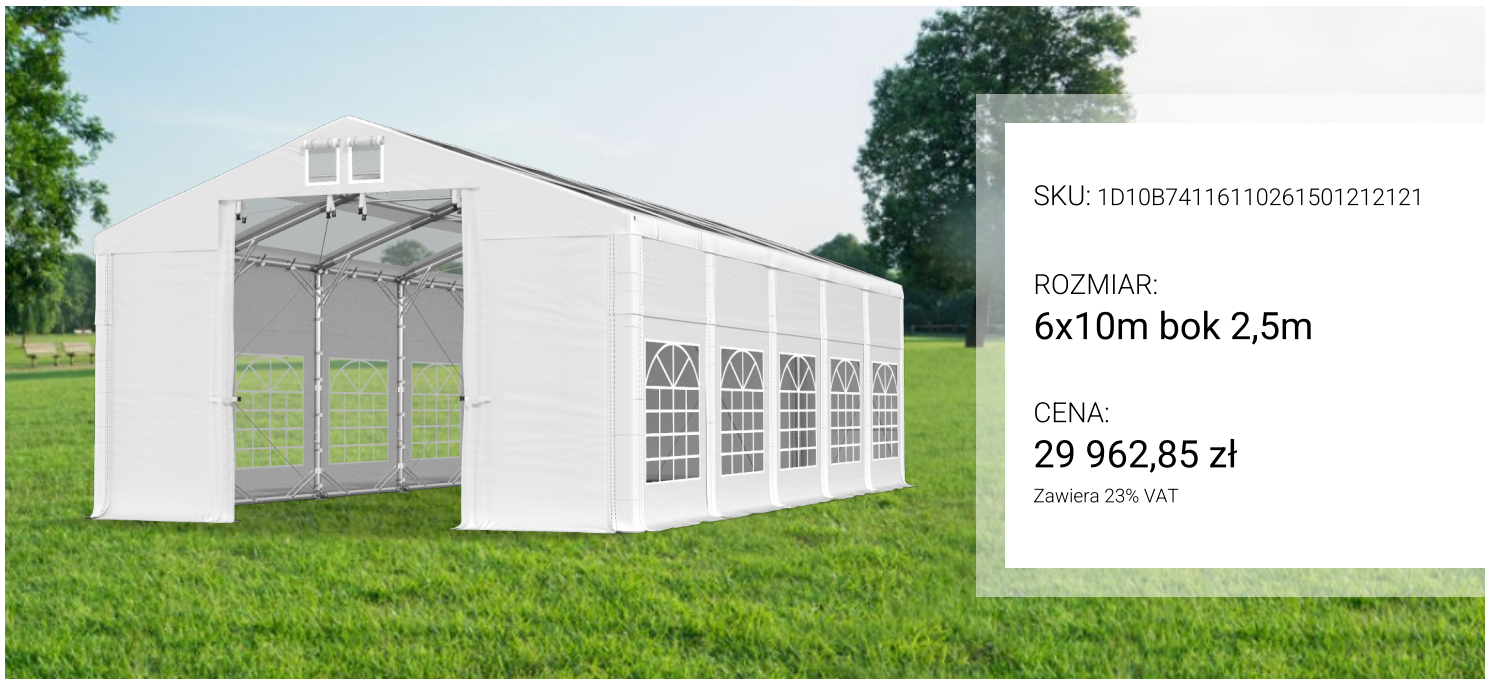 SKU: 1D10B74116110261501212121
ROZMIAR:
6x10m bok 2,5m
CENA:
29 962,85 zł
Zawiera 23% VAT